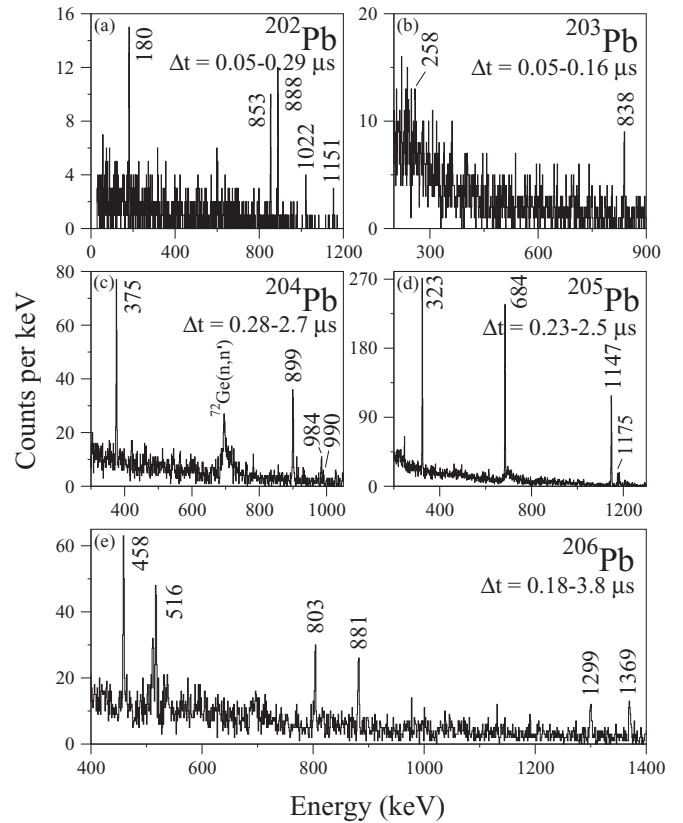 (a) ²⁰²Pb
Δt = 0.05-0.29 μs
180
853
888
1022
1151
16
12
8
4
0
0 400 800 1200
(b) ²⁰³Pb
Δt = 0.05-0.16 μs
258
838
20
10
0
300 600 900
(c) ²⁰⁴Pb
Δt = 0.28-2.7 μs
375
⁷²Ge(n,n')
899
984
990
80
60
40
20
0
400 600 800 1000
(d) ²⁰⁵Pb
Δt = 0.23-2.5 μs
323
684
1147
1175
270
180
90
0
400 800 1200
(e) ²⁰⁶Pb
Δt = 0.18-3.8 μs
458
516
803
881
1299
1369
60
40
20
0
400 600 800 1000 1200 1400
Counts per keV
Energy (keV)